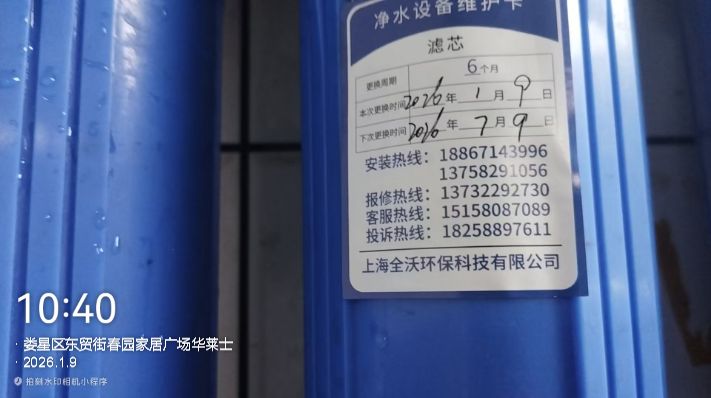 净水设备维护卡
滤芯
更换周期 6个月
本次更换时间 2026年 1月 9日
下次更换时间 2026年 7月 9日
安装热线：18867143996
13758291056
报修热线：13732292730
客服热线：15158087089
投诉热线：18258897611
上海全沃环保科技有限公司
10:40
· 娄星区东贸街春园家居广场华莱士
· 2026.1.9
拍刻水印相机小程序